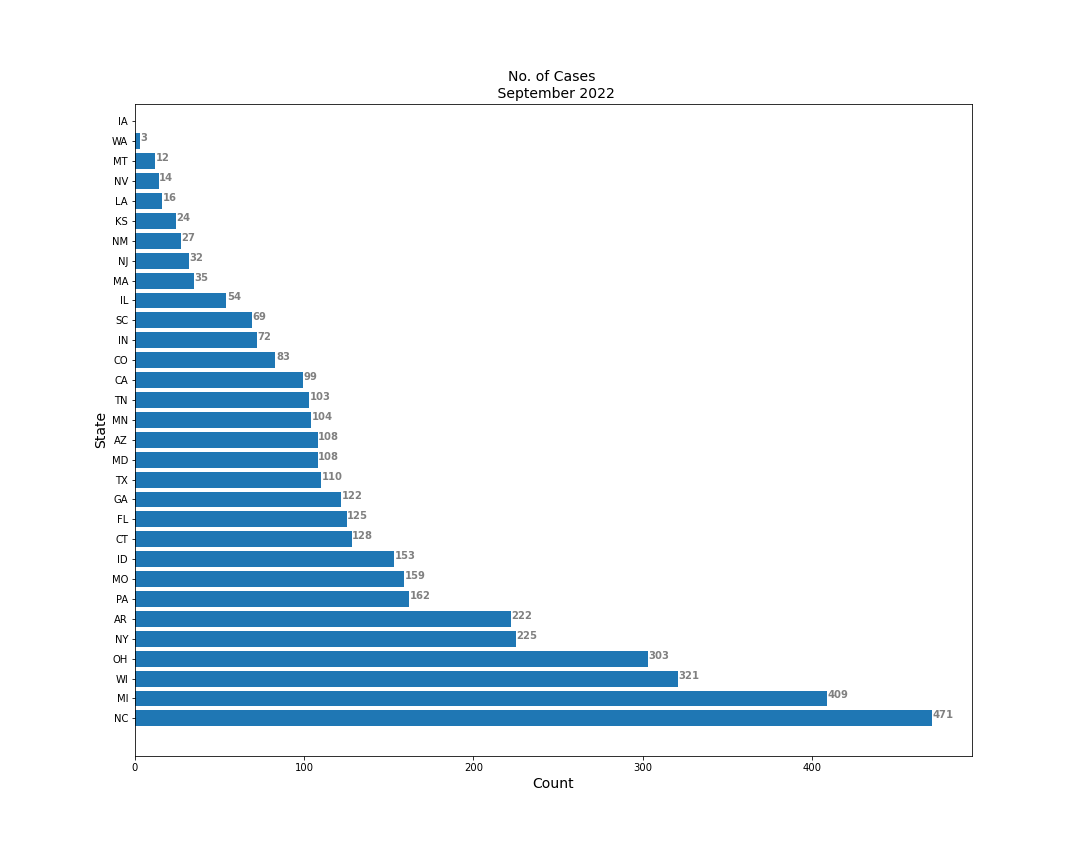 No. of Cases
September 2022
IA
WA 3
MT 12
NV 14
LA 16
KS 24
NM 27
NJ 32
MA 35
IL 54
SC 69
IN 72
CO 83
CA 99
TN 103
MN 104
AZ 108
MD 108
TX 110
GA 122
FL 125
CT 128
ID 153
MO 159
PA 162
AR 222
NY 225
OH 303
WI 321
MI 409
NC 471
State
0 100 200 300 400
Count